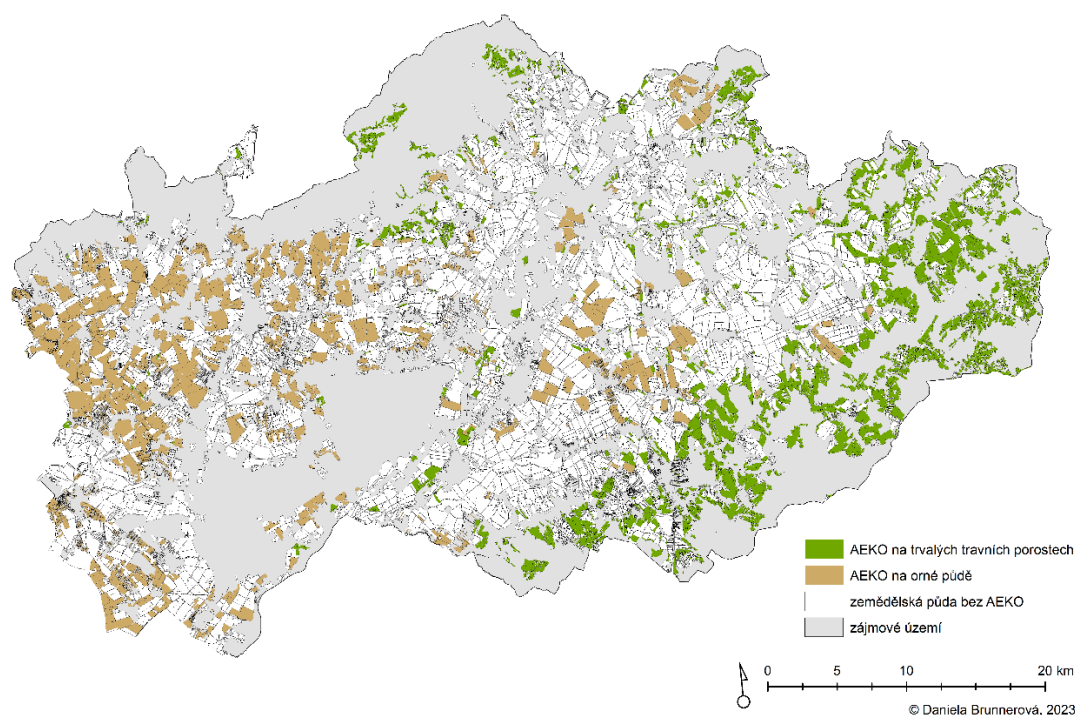 AEKO na trvalých travních porostech
AEKO na orné půdě
zemědělská půda bez AEKO
zájmové území
0 5 10 20 km
© Daniela Brunnerová, 2023